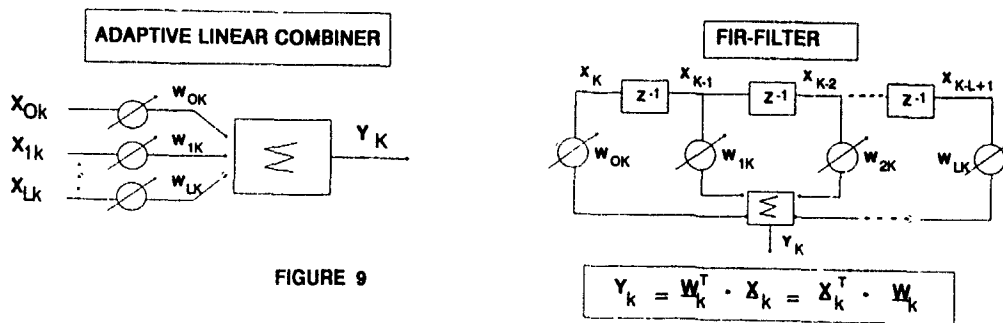 ADAPTIVE LINEAR COMBINER
X0k
W0K
X1k
W1K
XLk
WLK
Σ
YK
FIGURE 9
FIR-FILTER
XK
XK-1
XK-2
XK-L+1
Z-1
Z-1
Z-1
W0K
W1K
W2K
WLK
Σ
YK
Yk = WkT · Xk = XkT · Wk